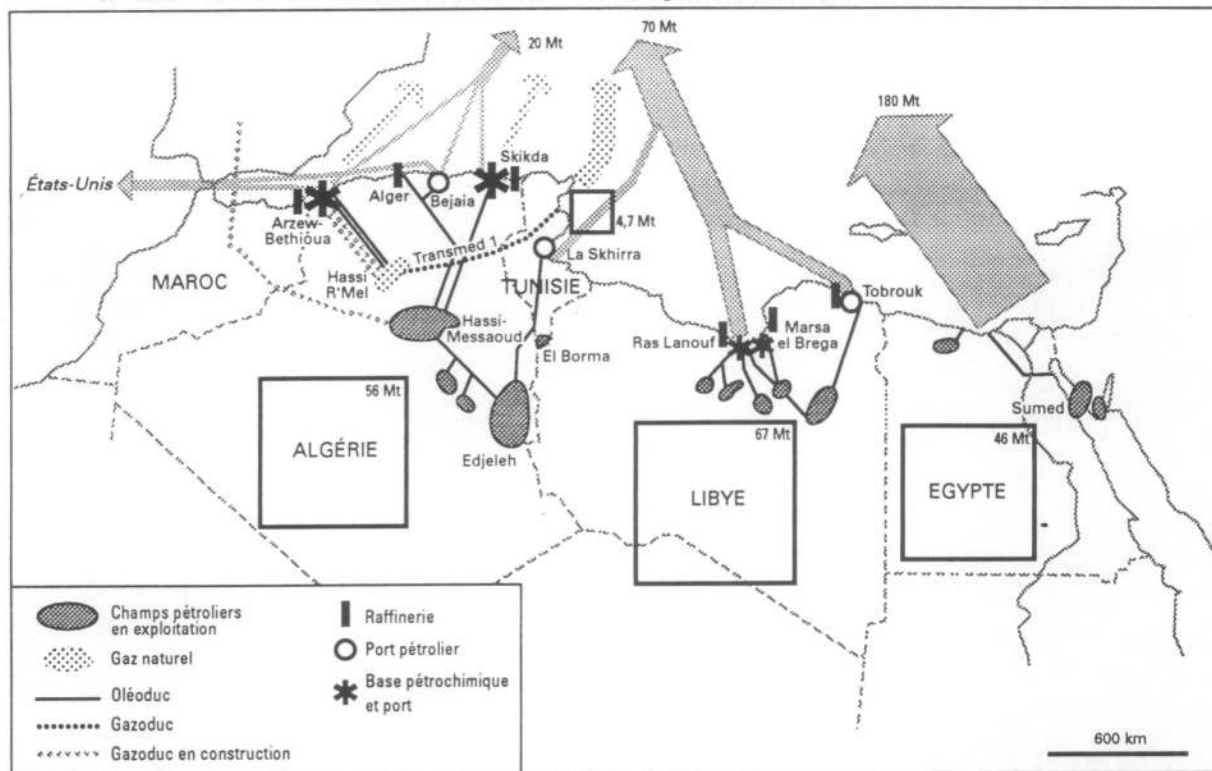 20 Mt
70 Mt
180 Mt
États-Unis
Skikda
Alger
Bejaia
Arzew-
Bethioua
4,7 Mt
La Skhirra
Transmed 1
MAROC
Hassi
R'Mel
TUNISIE
Tobrouk
Hassi-
Messaoud
El Borma
Ras Lanouf
Marsa
el Brega
Sumed
56 Mt
67 Mt
46 Mt
ALGÉRIE
Edjeleh
LIBYE
EGYPTE
Champs pétroliers
en exploitation
Gaz naturel
Oléoduc
Gazoduc
Gazoduc en construction
Raffinerie
Port pétrolier
Base pétrochimique
et port
600 km